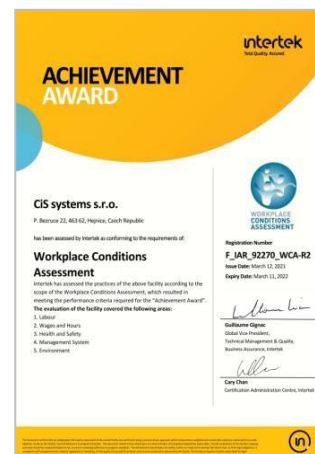 intertek
Total Quality. Assured.
ACHIEVEMENT
AWARD
CiS systems s.r.o.
P. Bezruce 22, 463 62, Hejnice, Czech Republic
has been assessed by Intertek as conforming to the requirements of:
Workplace Conditions
Assessment
Intertek has assessed the practices of the above facility according to the
scope of the Workplace Conditions Assessment, which resulted in
meeting the performance criteria required for the "Achievement Award".
The evaluation of the facility covered the following areas:
1. Labour
2. Wages and Hours
3. Health and Safety
4. Management System
5. Environment
WORKPLACE
CONDITIONS
ASSESSMENT
Registration Number
F_IAR_92270_WCA-R2
Issue Date: March 12, 2021
Expiry Date: March 11, 2022
Guillaume Gignac
Global Vice President,
Technical Management & Quality,
Business Assurance, Intertek
Cary Chan
Certification Administration Centre, Intertek
in